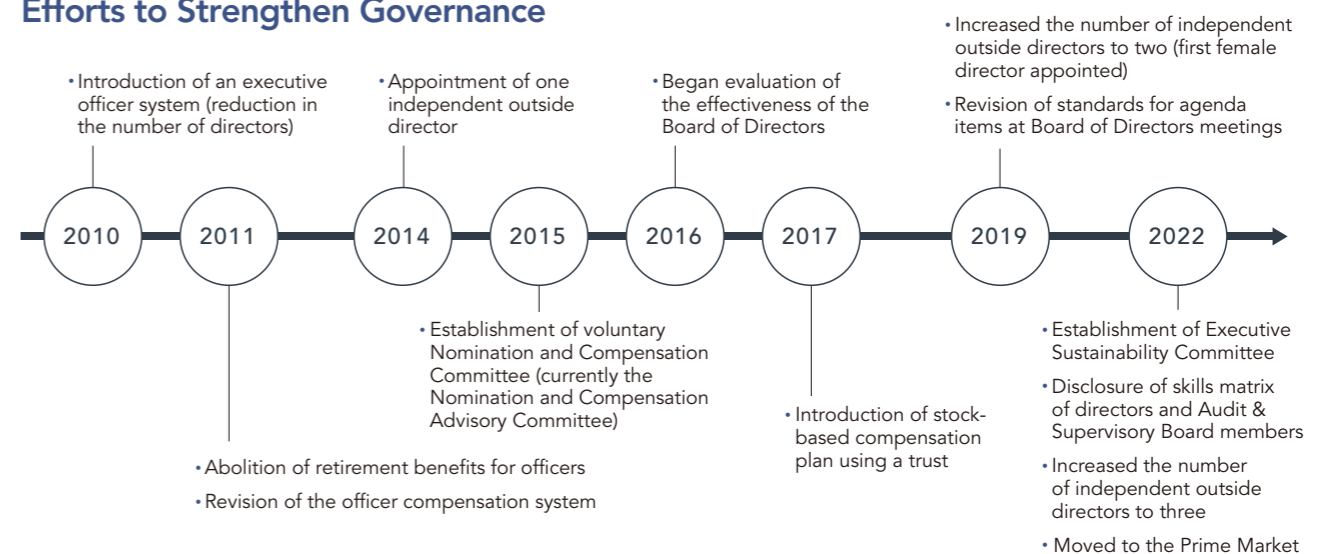 Efforts to Strengthen Governance
• Introduction of an executive
officer system (reduction in
the number of directors)
• Appointment of one
independent outside
director
• Began evaluation of
the effectiveness of the
Board of Directors
• Increased the number of independent
outside directors to two (first female
director appointed)
• Revision of standards for agenda
items at Board of Directors meetings
2010
2011
2014
2015
2016
2017
2019
2022
• Abolition of retirement benefits for officers
• Revision of the officer compensation system
• Establishment of voluntary
Nomination and Compensation
Committee (currently the
Nomination and Compensation
Advisory Committee)
• Introduction of stock-
based compensation
plan using a trust
• Establishment of Executive
Sustainability Committee
• Disclosure of skills matrix
of directors and Audit &
Supervisory Board members
• Increased the number
of independent outside
directors to three
• Moved to the Prime Market